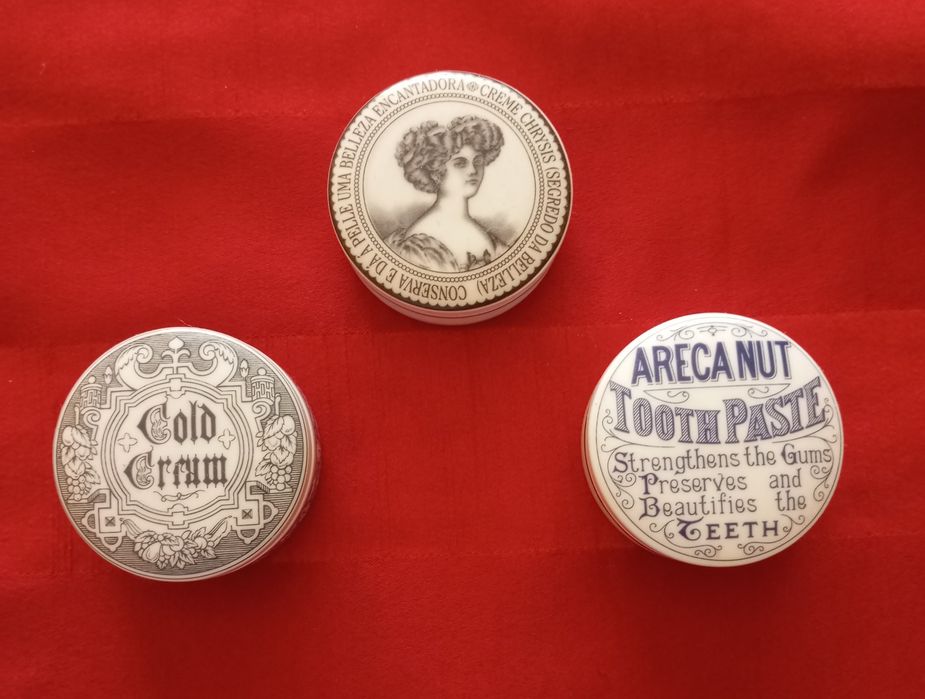 CREME CHRYSIS (SEGREDO DA BELLEZA) CONSERVA E DÁ A PELLE UMA BELLEZA ENCANTADORA
Cold
Cream
ARECA NUT
TOOTH PASTE
Strengthens the Gums
Preserves and
Beautifies the
TEETH